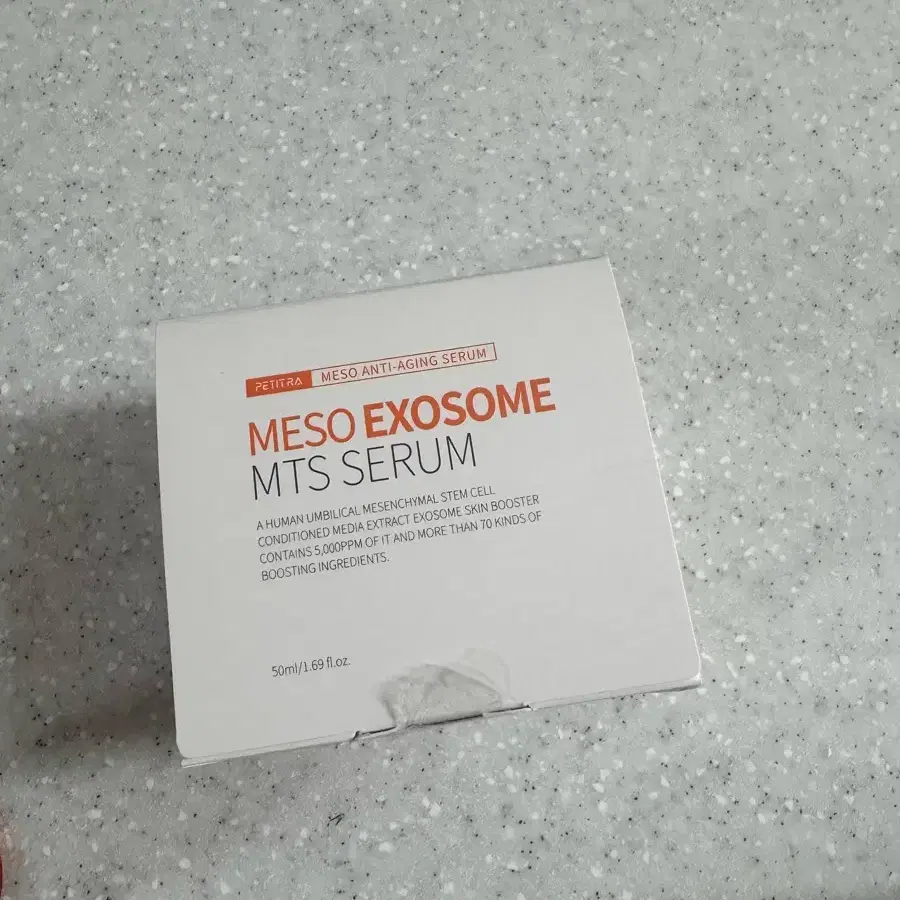 PETITRA MESO ANTI-AGING SERUM
MESO EXOSOME
MTS SERUM
A HUMAN UMBILICAL MESENCHYMAL STEM CELL
CONDITIONED MEDIA EXTRACT EXOSOME SKIN BOOSTER
CONTAINS 5,000PPM OF IT AND MORE THAN 70 KINDS OF
BOOSTING INGREDIENTS.
50ml/1.69 fl.oz.